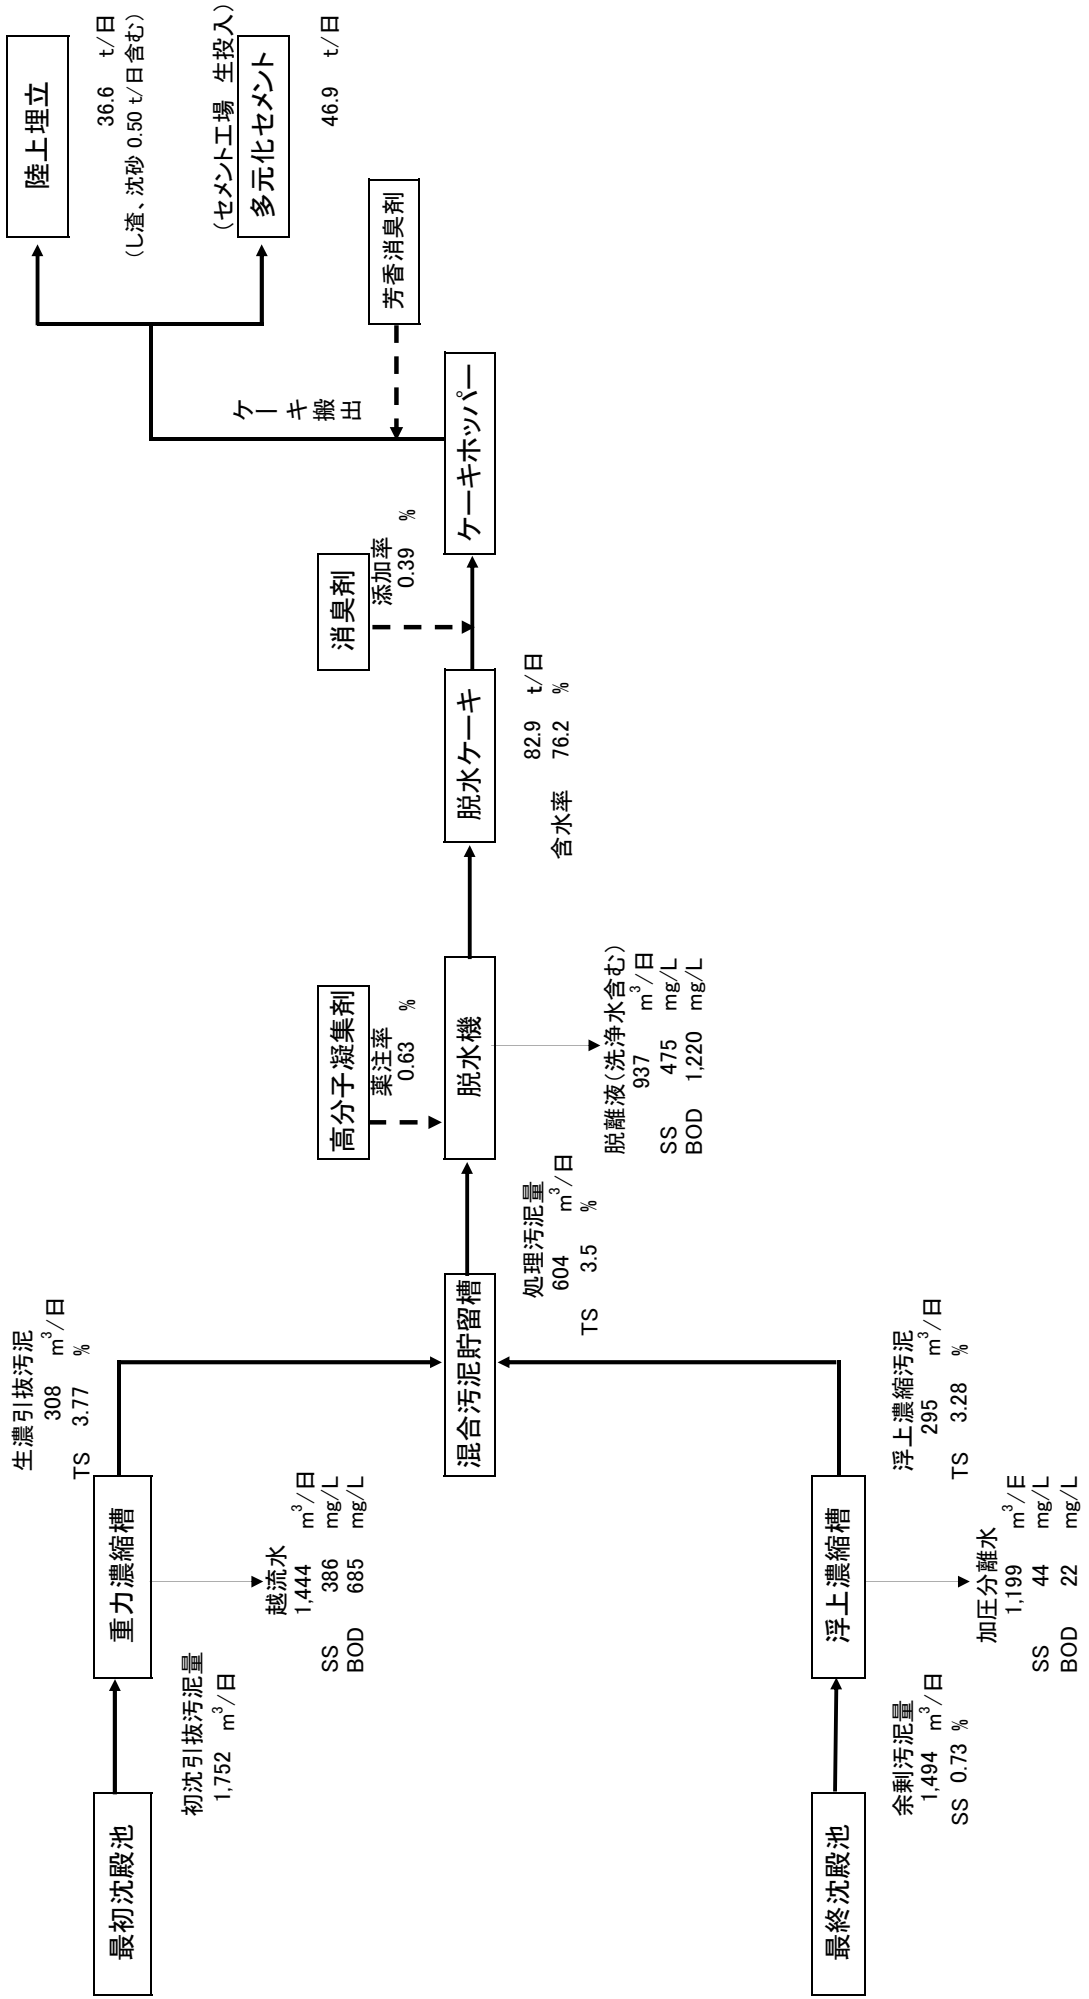 最初沈殿池
初沈引抜汚泥量
1,752 m³/日
重力濃縮槽
越流水
1,444 m³/日
SS 386 mg/L
BOD 685 mg/L
生濃引抜汚泥
308 m³/日
TS 3.77 %
最終沈殿池
余剰汚泥量
1,494 m³/日
SS 0.73 %
浮上濃縮槽
加圧分離水
1,199 m³/E
SS 44 mg/L
BOD 22 mg/L
浮上濃縮汚泥
295 m³/日
TS 3.28 %
混合汚泥貯留槽
処理汚泥量
604 m³/日
TS 3.5 %
高分子凝集剤
薬注率
0.63 %
脱水機
脱離液(洗浄水含む)
937 m³/日
SS 475 mg/L
BOD 1,220 mg/L
脱水ケーキ
82.9 t/日
含水率 76.2 %
消臭剤
添加率
0.39 %
ケーキホッパー
芳香消臭剤
ケーキ搬出
陸上埋立
36.6 t/日
(し渣、沈砂 0.50 t/日含む)
(セメント工場 生投入)
多元化セメント
46.9 t/日